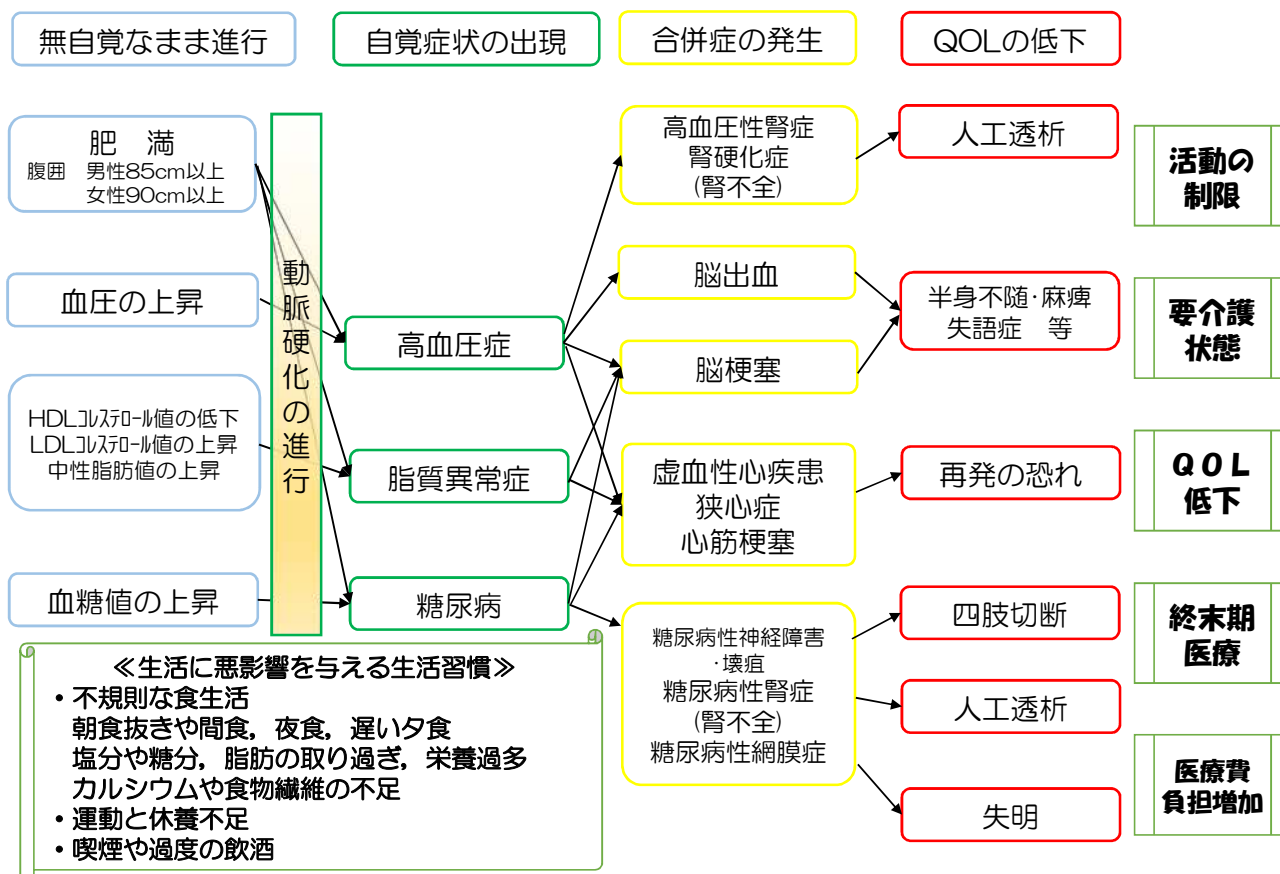 無自覚なまま進行
自覚症状の出現
合併症の発生
QOLの低下
肥　満
腹囲　男性85cm以上
女性90cm以上
血圧の上昇
HDLｺﾚｽﾃﾛｰﾙ値の低下
LDLｺﾚｽﾃﾛｰﾙ値の上昇
中性脂肪値の上昇
血糖値の上昇
動脈硬化の進行
高血圧症
脂質異常症
糖尿病
高血圧性腎症
腎硬化症
(腎不全)
脳出血
脳梗塞
虚血性心疾患
狭心症
心筋梗塞
糖尿病性神経障害
・壊疽
糖尿病性腎症
(腎不全)
糖尿病性網膜症
人工透析
半身不随・麻痺
失語症　等
再発の恐れ
四肢切断
人工透析
失明
活動の
制限
要介護
状態
ＱＯＬ
低下
終末期
医療
医療費
負担増加
≪生活に悪影響を与える生活習慣≫
・不規則な食生活
朝食抜きや間食，夜食，遅い夕食
塩分や糖分，脂肪の取り過ぎ，栄養過多
カルシウムや食物繊維の不足
・運動と休養不足
・喫煙や過度の飲酒